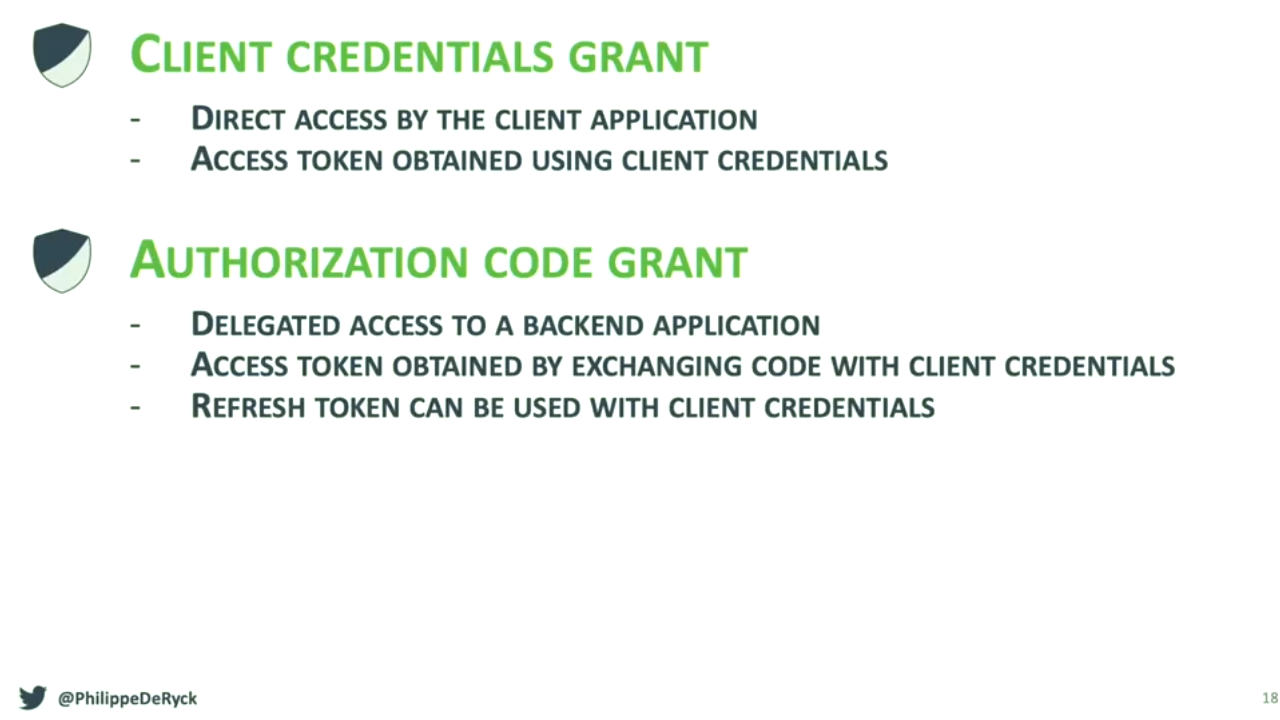 Client credentials grant
- Direct access by the client application
- Access token obtained using client credentials
Authorization code grant
- Delegated access to a backend application
- Access token obtained by exchanging code with client credentials
- Refresh token can be used with client credentials
@PhilippeDeRyck
18